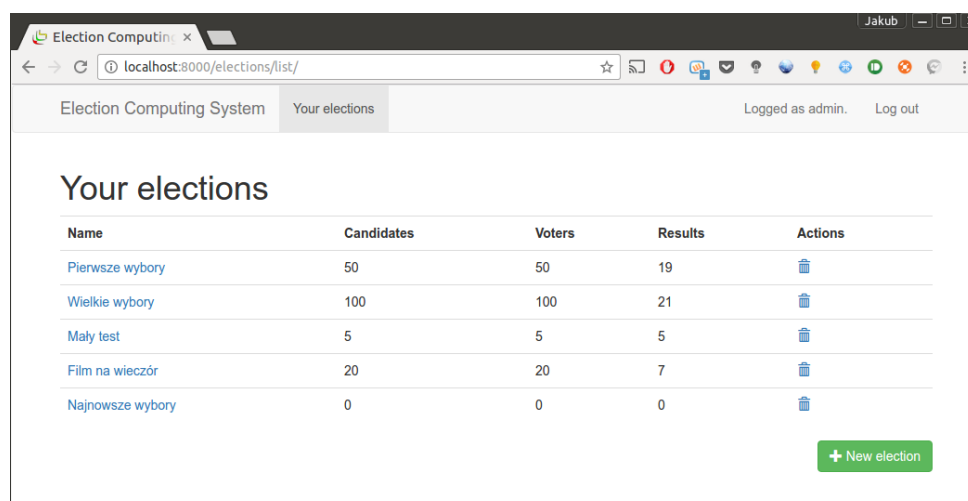 Jakub
Election Computing
localhost:8000/elections/list/
Election Computing System Your elections Logged as admin. Log out
Your elections
Name Candidates Voters Results Actions
Pierwsze wybory 50 50 19
Wielkie wybory 100 100 21
Mały test 5 5 5
Film na wieczór 20 20 7
Najnowsze wybory 0 0 0
New election